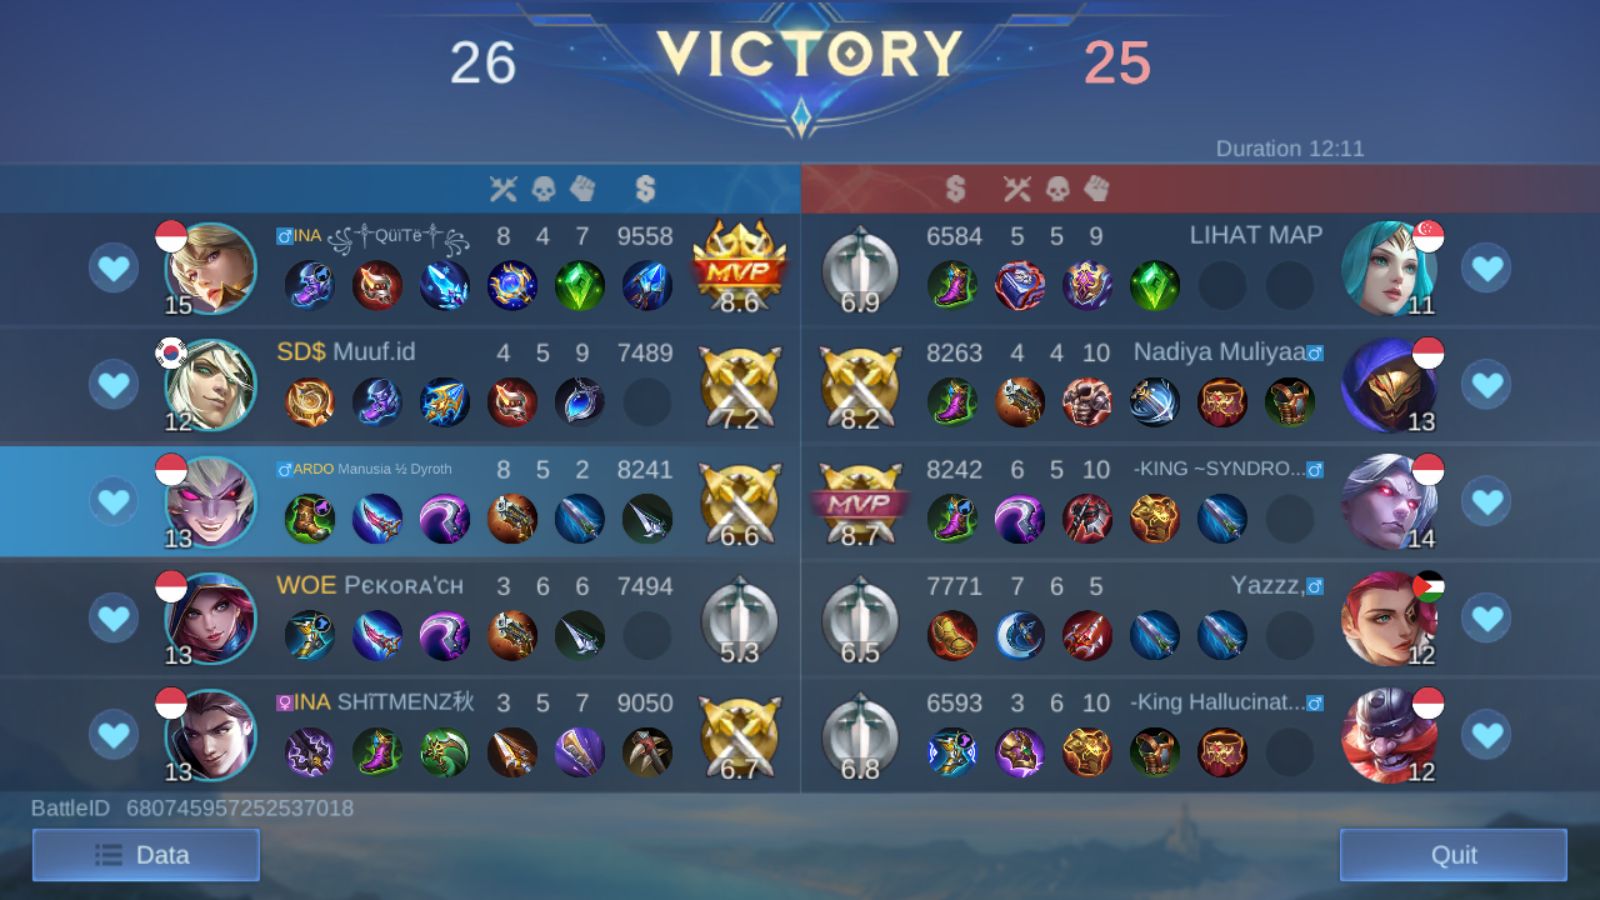 26 VICTORY 25
Duration 12:11
INA ꧁༒QüïTë༒꧂ 8 4 7 9558 MVP 8.6
15
6.9 6584 5 5 9 LIHAT MAP
11
SD$ Muuf.id 4 5 9 7489 7.2
12
8.2 8263 4 4 10 Nadiya Muliyaa
13
ARDO Manusia ½ Dyroth 8 5 2 8241 6.6
13
MVP 8.7 8242 6 5 10 -KING ~SYNDRO...
14
WOE PєKORA'CH 3 6 6 7494 5.3
13
6.5 7771 7 6 5 Yazzz,
12
INA SHïTMENZ秋 3 5 7 9050 6.7
13
6.8 6593 3 6 10 -King Hallucinat...
12
BattleID 680745957252537018
Data
Quit